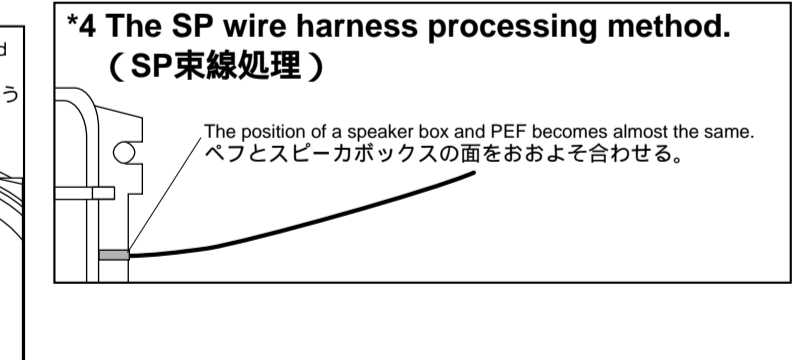 d
う
*4 The SP wire harness processing method.
（SP束線処理）
The position of a speaker box and PEF becomes almost the same.
ペフとスピーカボックスの面をおおよそ合わせる。